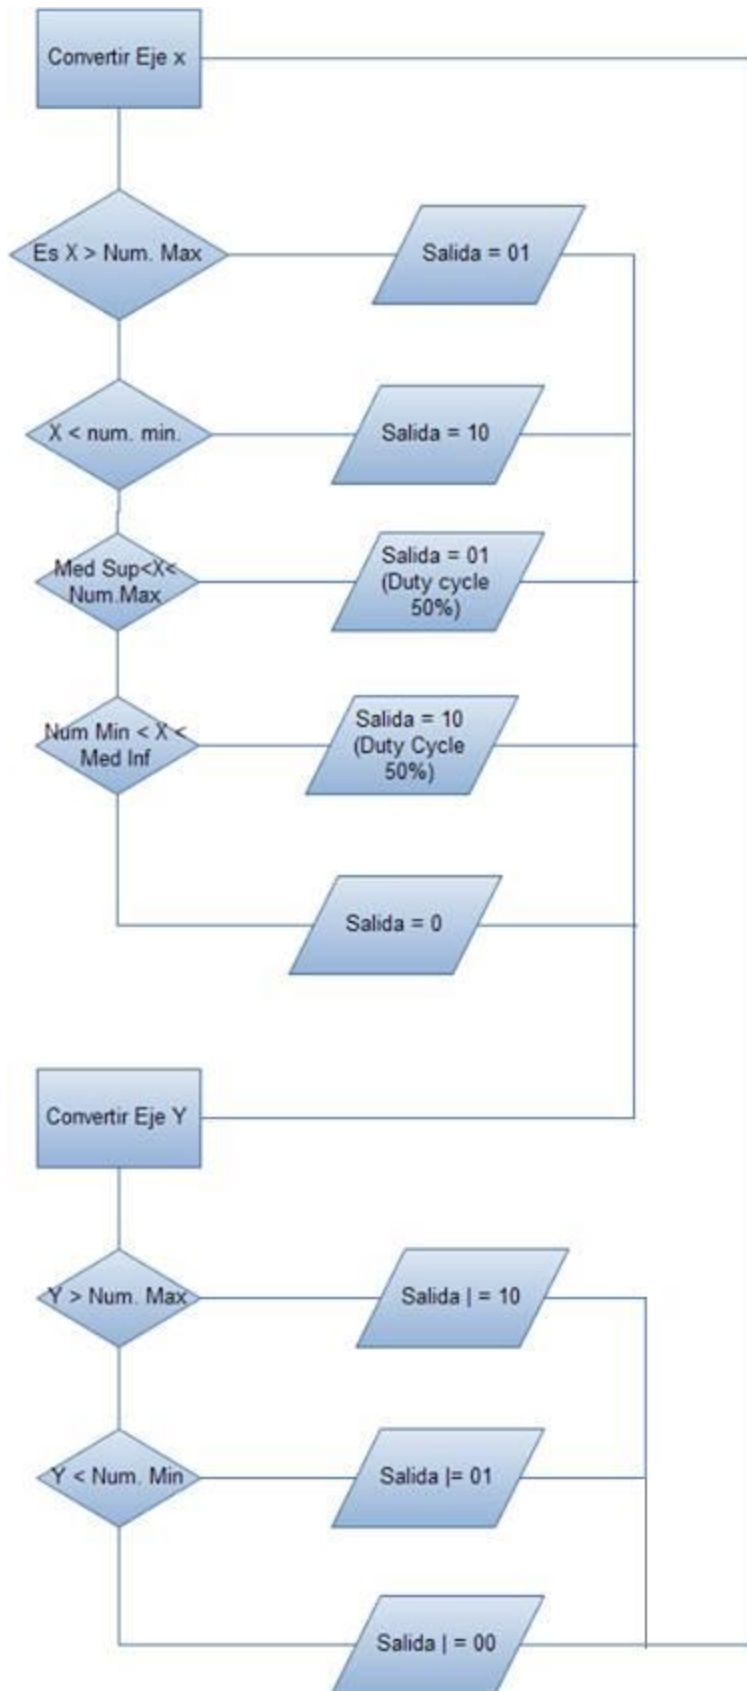 Convertir Eje x
Es X > Num. Max
Salida = 01
X < num. min.
Salida = 10
Med Sup<X<
Num.Max
Salida = 01
(Duty cycle
50%)
Num Min < X <
Med Inf
Salida = 10
(Duty Cycle
50%)
Salida = 0
Convertir Eje Y
Y > Num. Max
Salida | = 10
Y < Num. Min
Salida |= 01
Salida | = 00